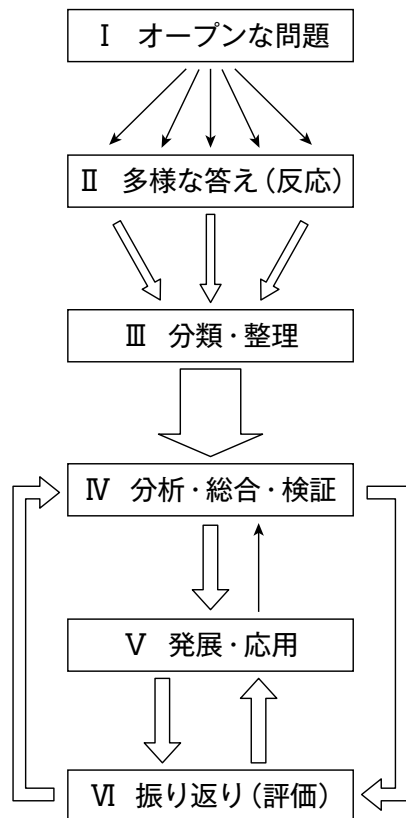 Ⅰ オープンな問題
Ⅱ 多様な答え(反応)
Ⅲ 分類・整理
Ⅳ 分析・総合・検証
Ⅴ 発展・応用
Ⅵ 振り返り(評価)